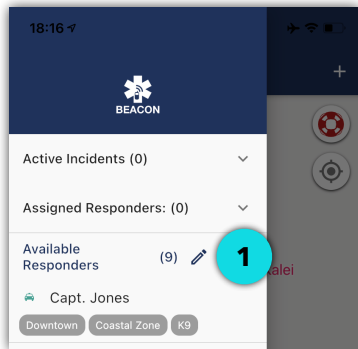 18:16
+
BEACON
Active Incidents (0)
Assigned Responders: (0)
Available
Responders
(9)
1
alei
Capt. Jones
Downtown
Coastal Zone
K9